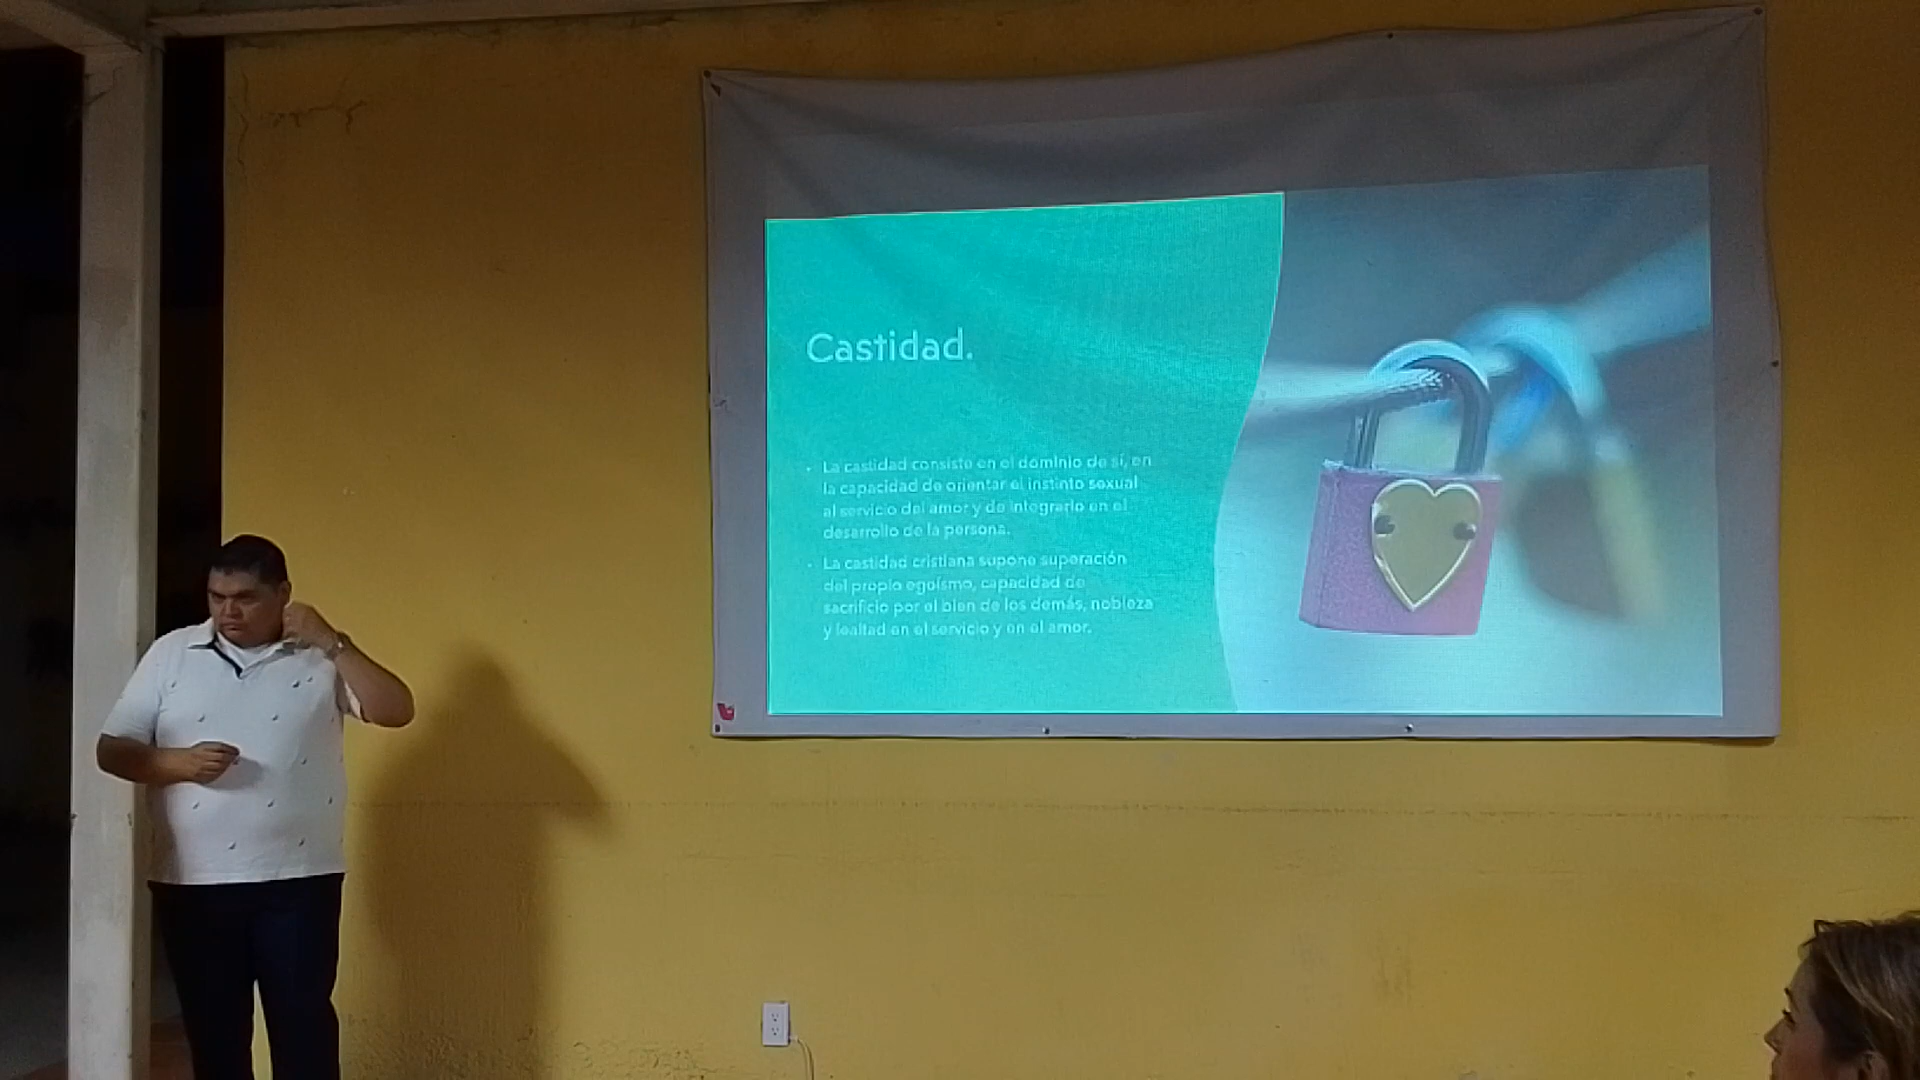 Castidad.
• La castidad consiste en el dominio de sí, en
la capacidad de orientar el instinto sexual
al servicio del amor y de integrarlo en el
desarrollo de la persona.
• La castidad cristiana supone superación
del propio egoísmo, capacidad de
sacrificio por el bien de los demás, nobleza
y lealtad en el servicio y en el amor.